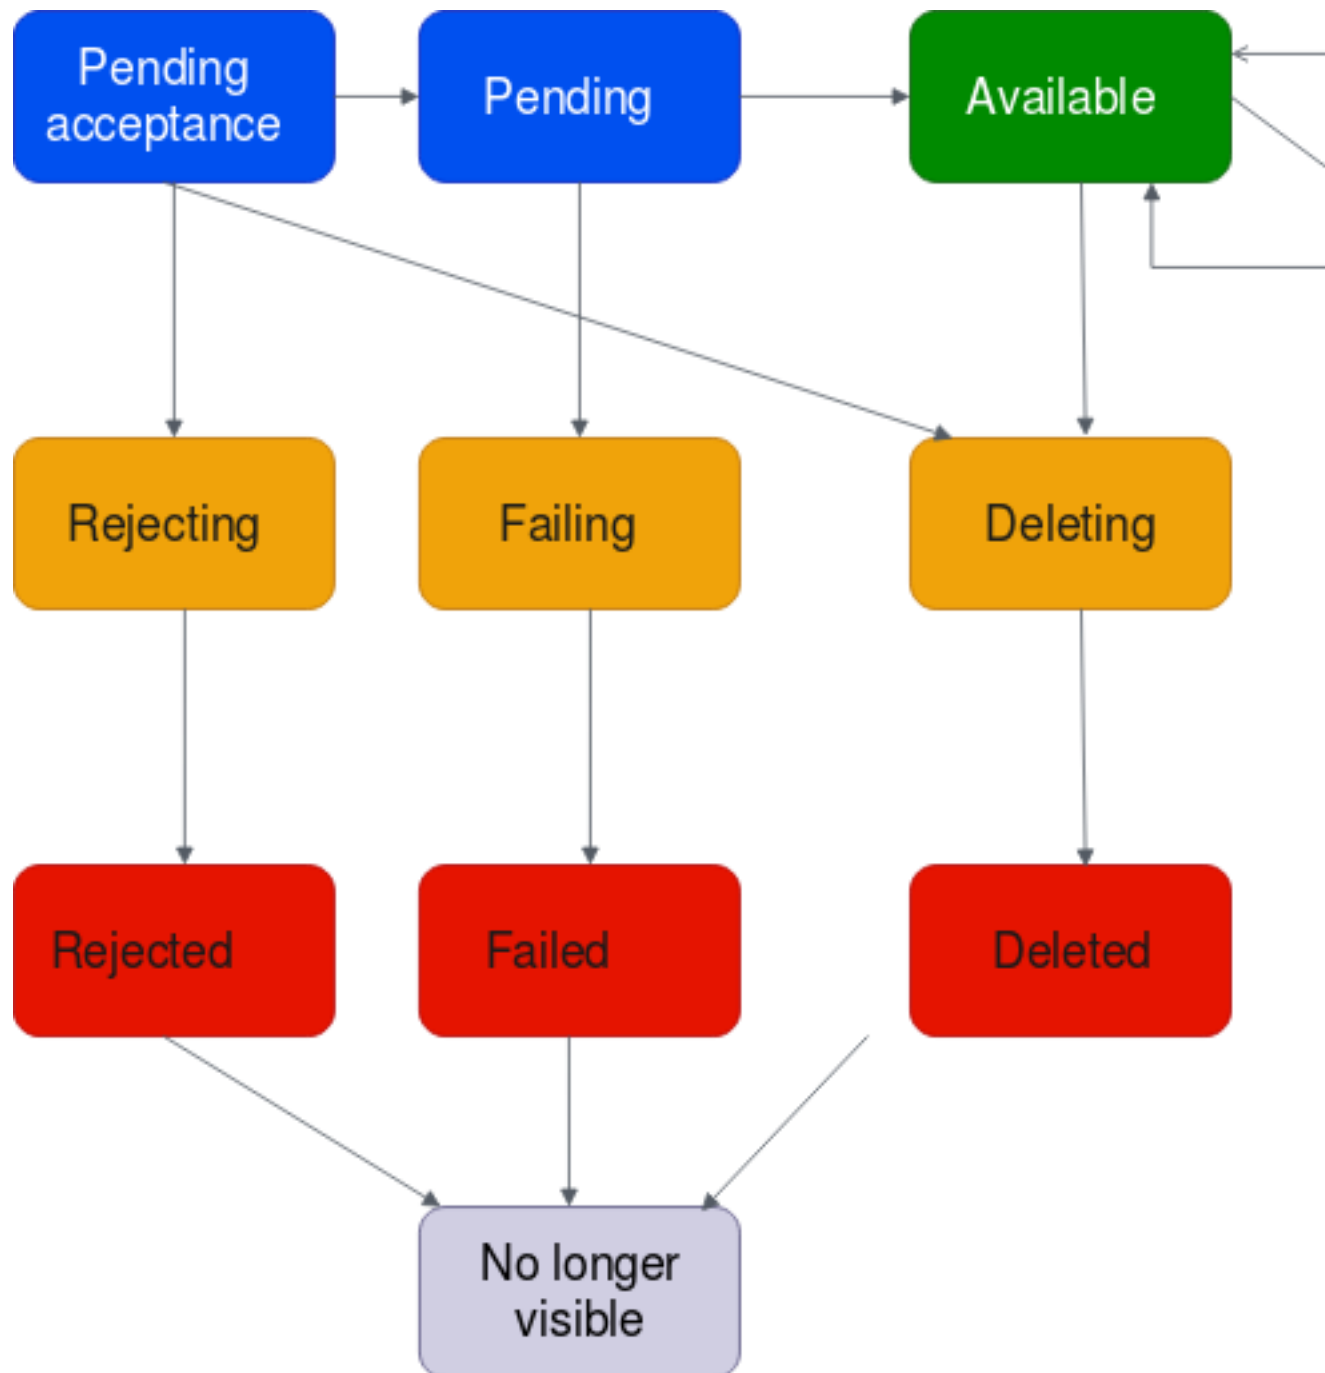 Pending
acceptance
Pending
Available
Rejecting
Failing
Deleting
Rejected
Failed
Deleted
No longer
visible